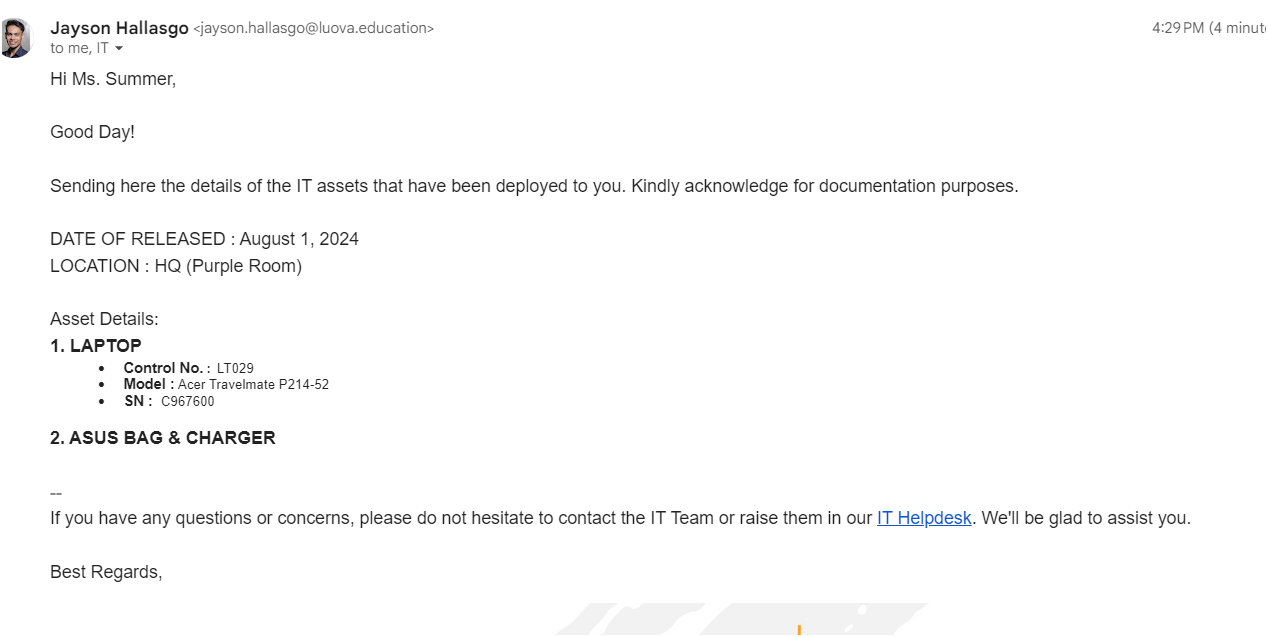 Jayson Hallasgo <jayson.hallasgo@luova.education>
4:29 PM (4 minut
to me, IT
Hi Ms. Summer,
Good Day!
Sending here the details of the IT assets that have been deployed to you. Kindly acknowledge for documentation purposes.
DATE OF RELEASED : August 1, 2024
LOCATION : HQ (Purple Room)
Asset Details:
1. LAPTOP
• Control No. : LT029
• Model : Acer Travelmate P214-52
• SN : C967600
2. ASUS BAG & CHARGER
--
If you have any questions or concerns, please do not hesitate to contact the IT Team or raise them in our IT Helpdesk. We'll be glad to assist you.
Best Regards,